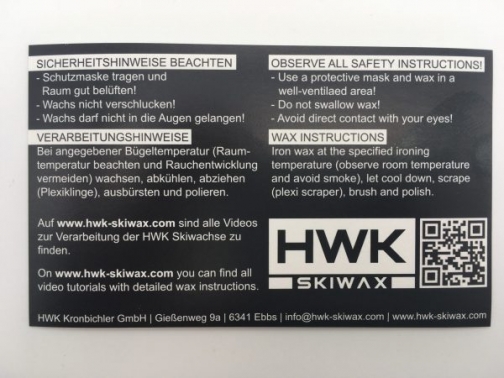 SICHERHEITSHINWEISE BEACHTEN
- Schutzmaske tragen und
Raum gut belüften!
- Wachs nicht verschlucken!
- Wachs darf nicht in die Augen gelangen!
VERARBEITUNGSHINWEISE
Bei angegebener Bügeltemperatur (Raum-
temperatur beachten und Rauchentwicklung
vermeiden) wachsen, abkühlen, abziehen
(Plexiklinge), ausbürsten und polieren.
Auf www.hwk-skiwax.com sind alle Videos
zur Verarbeitung der HWK Skiwachse zu
finden.
On www.hwk-skiwax.com you can find all
video tutorials with detailed wax instructions.
OBSERVE ALL SAFETY INSTRUCTIONS!
- Use a protective mask and wax in a
well-ventilaed area!
- Do not swallow wax!
- Avoid direct contact with your eyes!
WAX INSTRUCTIONS
Iron wax at the specified ironing
temperature (observe room temperature
and avoid smoke), let cool down, scrape
(plexi scraper), brush and polish.
HWK
SKIWAX
HWK Kronbichler GmbH | Gießenweg 9a | 6341 Ebbs | info@hwk-skiwax.com | www.hwk-skiwax.com